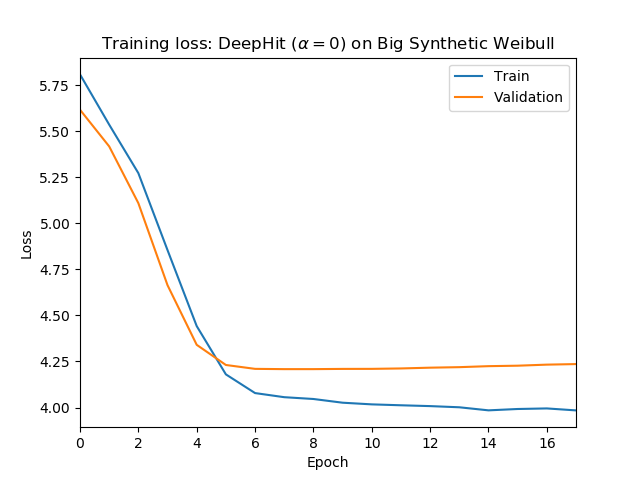 Training loss: DeepHit (α = 0) on Big Synthetic Weibull
Train
Validation
5.75
5.50
5.25
5.00
4.75
4.50
4.25
4.00
Loss
0 2 4 6 8 10 12 14 16
Epoch